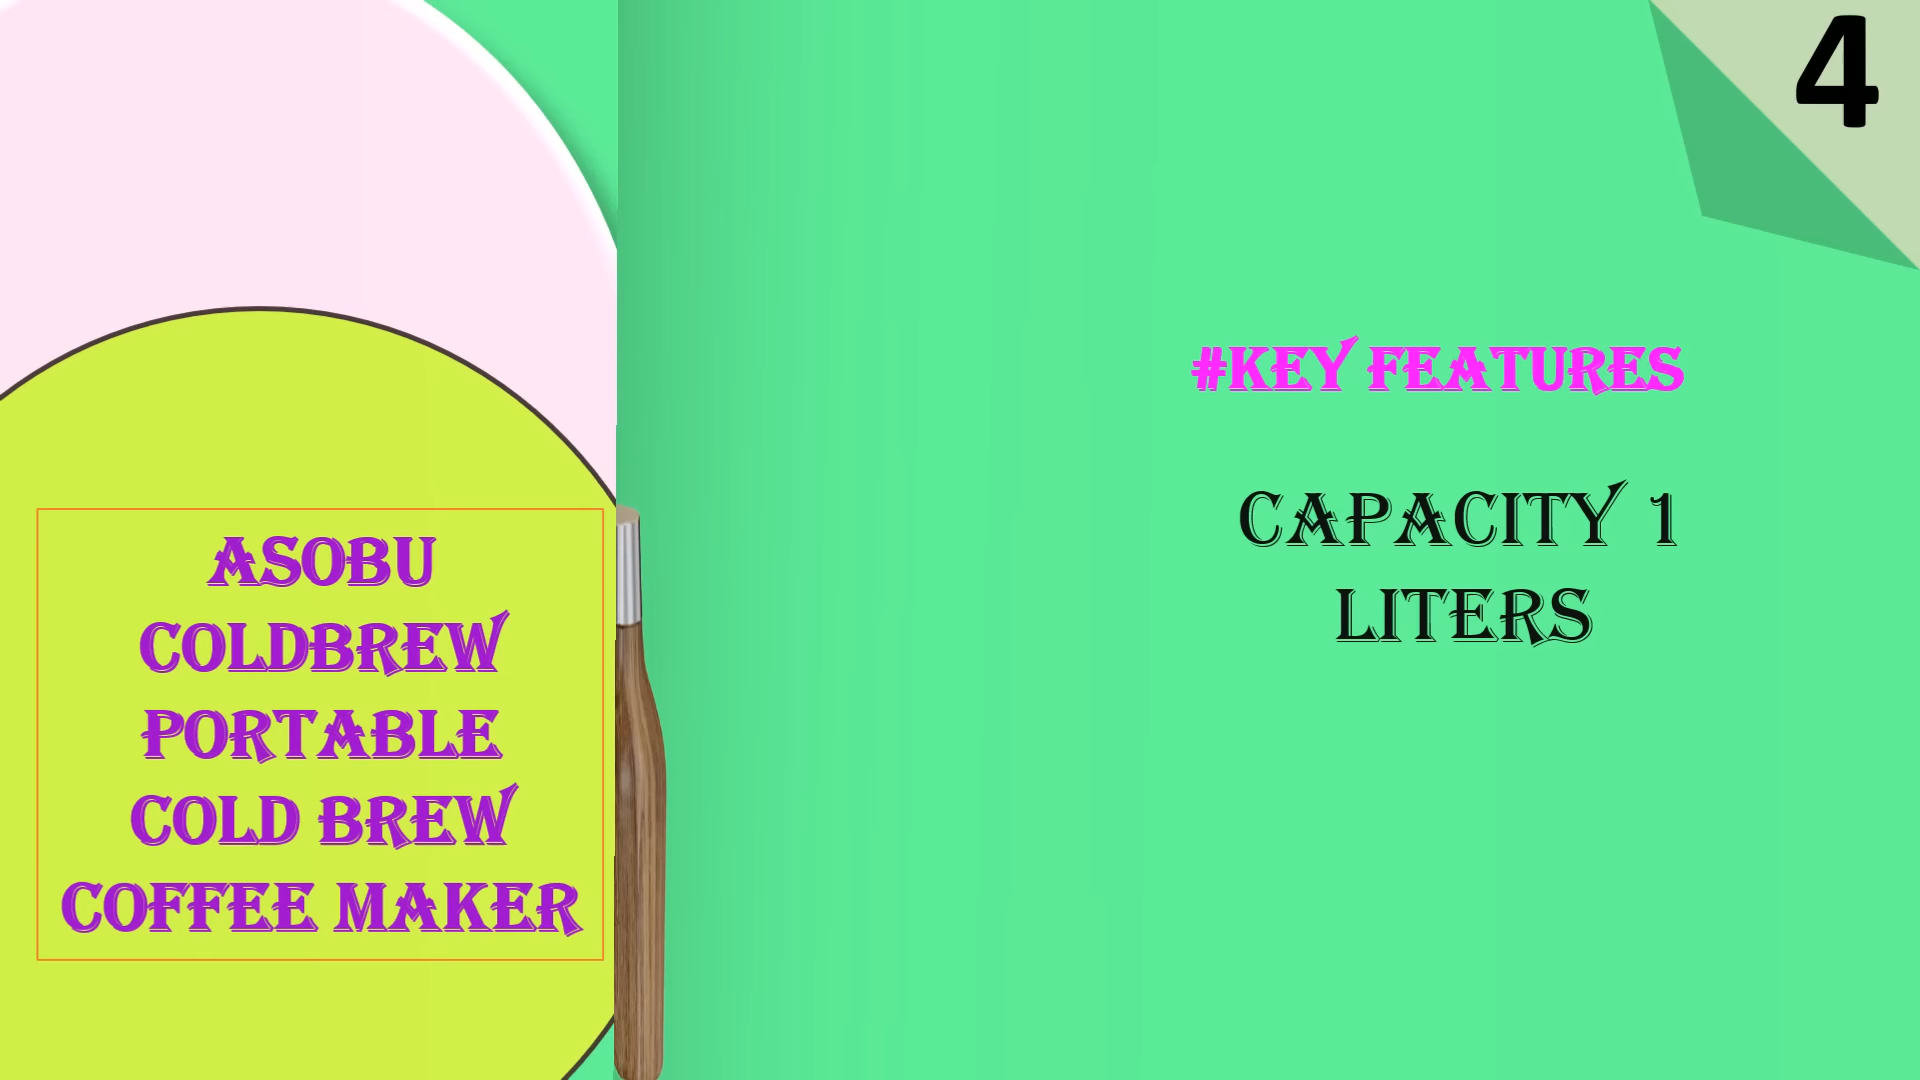 4
ASOBU
COLDBREW
PORTABLE
COLD BREW
COFFEE MAKER
#KEY FEATURES
CAPACITY 1
LITERS